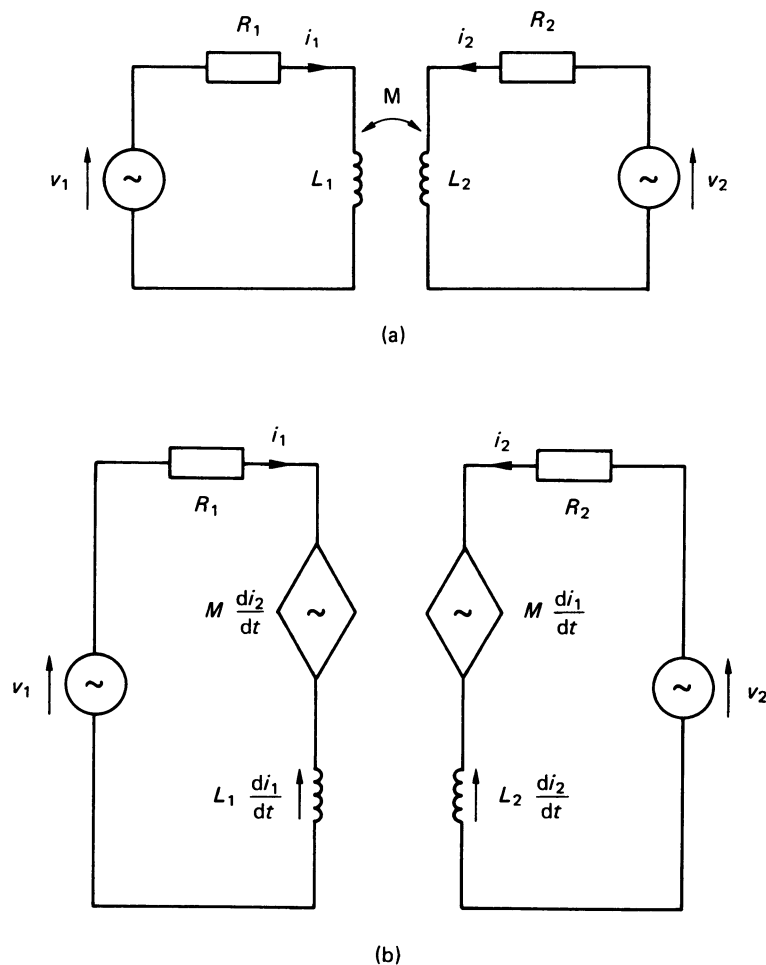 R₁ i₁ i₂ R₂
M
v₁ ~ L₁ L₂ ~ v₂
(a)
i₁ i₂
R₁ R₂
M di₂/dt ~ ~ M di₁/dt
v₁ ~ ~ v₂
L₁ di₁/dt L₂ di₂/dt
(b)